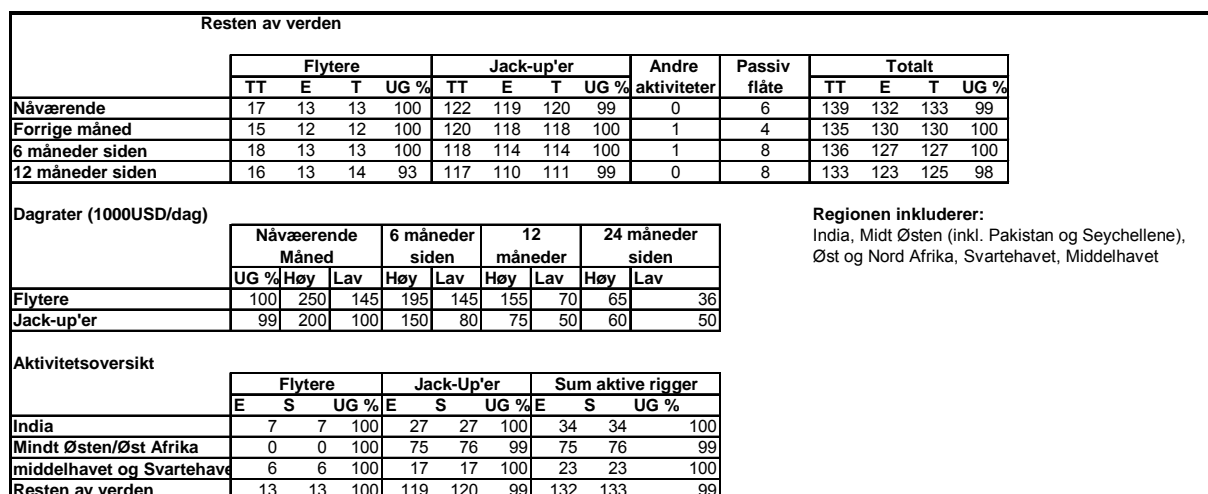 Resten av verden
Flytere Jack-up'er Andre Passiv Totalt
TT E T UG % TT E T UG % aktiviteter flåte TT E T UG %
Nåværende 17 13 13 100 122 119 120 99 0 6 139 132 133 99
Forrige måned 15 12 12 100 120 118 118 100 1 4 135 130 130 100
6 måneder siden 18 13 13 100 118 114 114 100 1 8 136 127 127 100
12 måneder siden 16 13 14 93 117 110 111 99 0 8 133 123 125 98
Dagrater (1000USD/dag) Regionen inkluderer:
Nåvæerende 6 måneder 12 24 måneder India, Midt Østen (inkl. Pakistan og Seychellene),
Måned siden måneder siden Øst og Nord Afrika, Svartehavet, Middelhavet
UG % Høy Lav Høy Lav Høy Lav Høy Lav
Flytere 100 250 145 195 145 155 70 65 36
Jack-up'er 99 200 100 150 80 75 50 60 50
Aktivitetsoversikt
Flytere Jack-Up'er Sum aktive rigger
E S UG % E S UG % E S UG %
India 7 7 100 27 27 100 34 34 100
Mindt Østen/Øst Afrika 0 0 100 75 76 99 75 76 99
middelhavet og Svartehave 6 6 100 17 17 100 23 23 100
Resten av verden 13 13 100 119 120 99 132 133 99